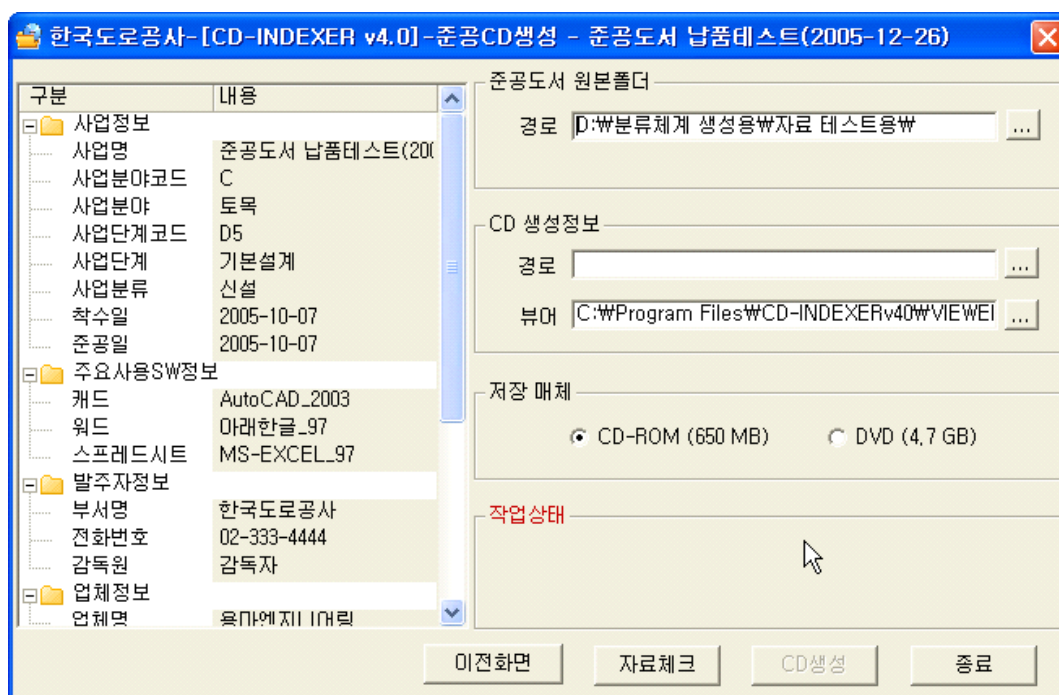 한국도로공사-[CD-INDEXER v4.0]-준공CD생성 - 준공도서 납품테스트(2005-12-26)
구분 내용
사업정보
사업명 준공도서 납품테스트(200
사업분야코드 C
사업분야 토목
사업단계코드 D5
사업단계 기본설계
사업분류 신설
착수일 2005-10-07
준공일 2005-10-07
주요사용SW정보
캐드 AutoCAD_2003
워드 아래한글_97
스프레드시트 MS-EXCEL_97
발주자정보
부서명 한국도로공사
전화번호 02-333-4444
감독원 감독자
업체정보
업체명 용마엔지니어링
준공도서 원본폴더
경로 D:₩분류체계 생성용₩자료 테스트용₩ ...
CD 생성정보
경로 ...
뷰어 C:₩Program Files₩CD-INDEXERv40₩VIEWEI ...
저장 매체
CD-ROM (650 MB) DVD (4,7 GB)
작업상태
이전화면 자료체크 CD생성 종료